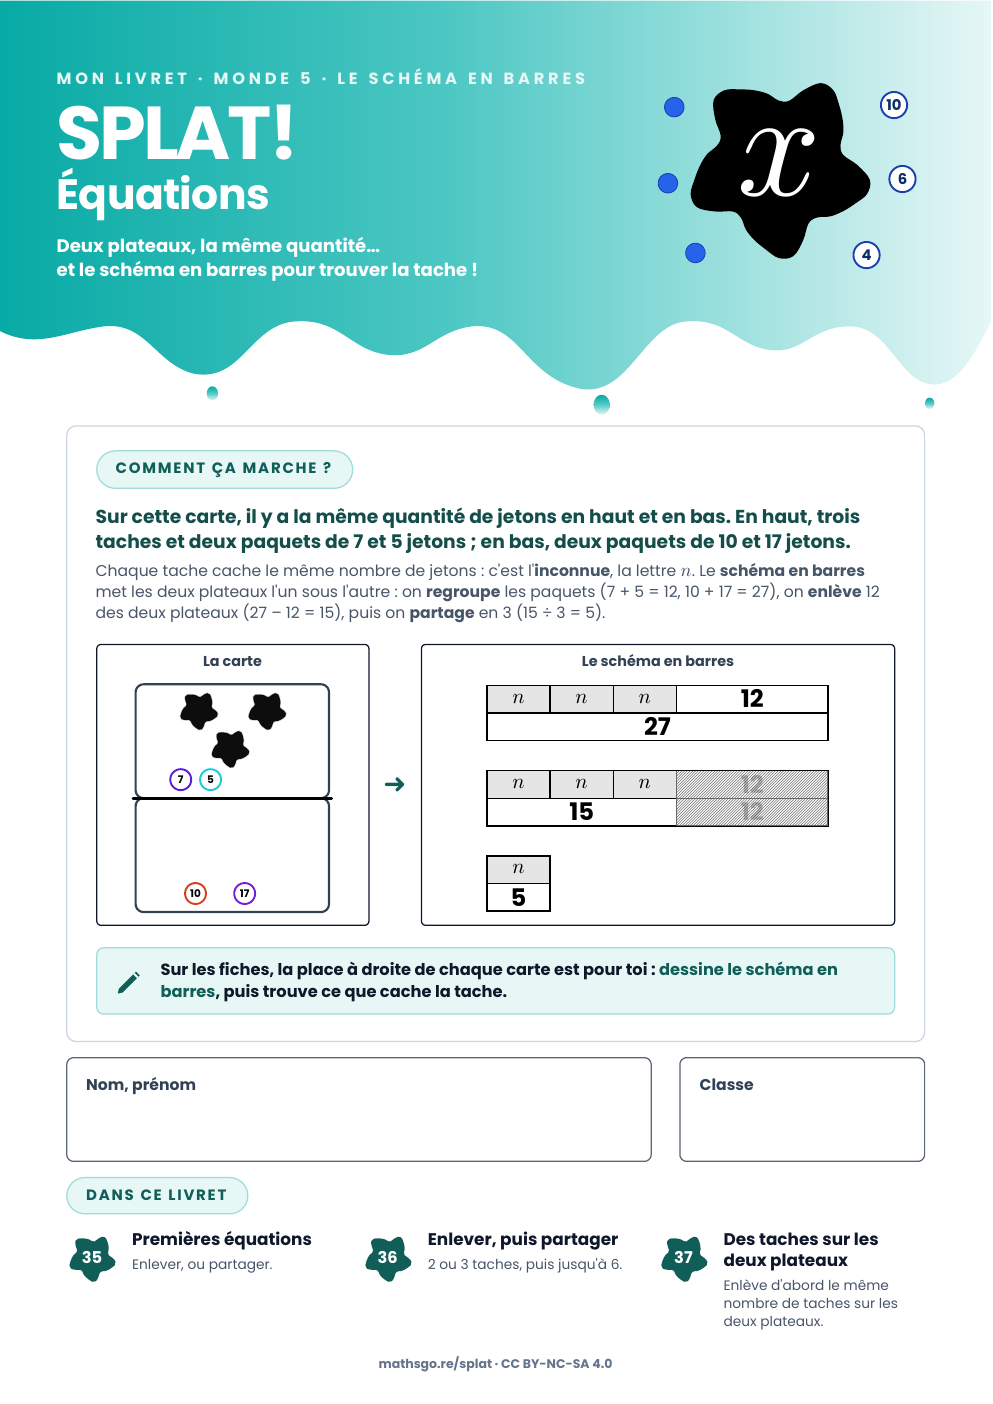 MON LIVRET · MONDE 5 · LE SCHÉMA EN BARRES
SPLAT!
Équations
Deux plateaux, la même quantité...
et le schéma en barres pour trouver la tache !
x
10
6
4
COMMENT ÇA MARCHE ?
Sur cette carte, il y a la même quantité de jetons en haut et en bas. En haut, trois
taches et deux paquets de 7 et 5 jetons ; en bas, deux paquets de 10 et 17 jetons.
Chaque tache cache le même nombre de jetons : c'est l'inconnue, la lettre n. Le schéma en barres
met les deux plateaux l'un sous l'autre : on regroupe les paquets (7 + 5 = 12, 10 + 17 = 27), on enlève 12
des deux plateaux (27 – 12 = 15), puis on partage en 3 (15 ÷ 3 = 5).
La carte
7 5
10 17
Le schéma en barres
n n n 12
27
n n n 12
15 12
n
5
Sur les fiches, la place à droite de chaque carte est pour toi : dessine le schéma en
barres, puis trouve ce que cache la tache.
Nom, prénom
Classe
DANS CE LIVRET
35
Premières équations
Enlever, ou partager.
36
Enlever, puis partager
2 ou 3 taches, puis jusqu'à 6.
37
Des taches sur les
deux plateaux
Enlève d'abord le même
nombre de taches sur les
deux plateaux.
mathsgo.re/splat · CC BY-NC-SA 4.0